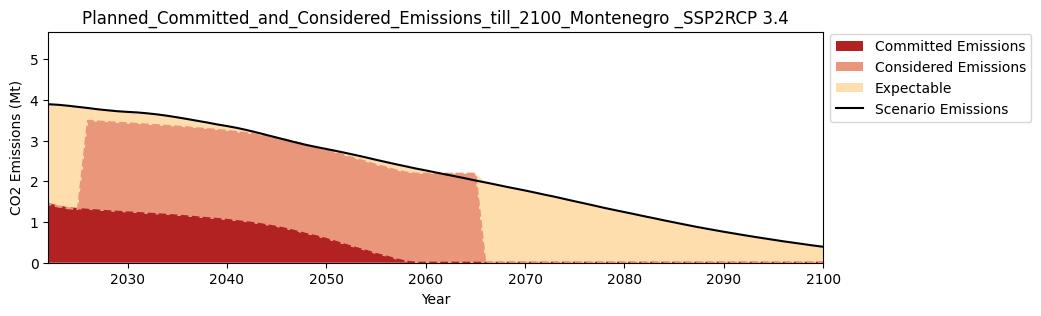 Planned_Committed_and_Considered_Emissions_till_2100_Montenegro _SSP2RCP 3.4
CO2 Emissions (Mt)
5
4
3
2
1
0
2030 2040 2050 2060 2070 2080 2090 2100
Year
Committed Emissions
Considered Emissions
Expectable
Scenario Emissions